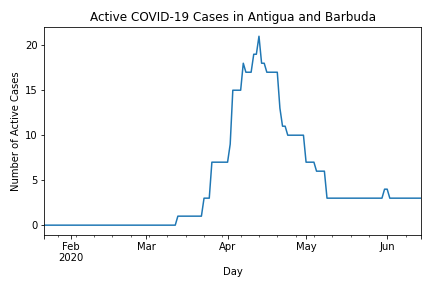 Active COVID-19 Cases in Antigua and Barbuda
Number of Active Cases
20
15
10
5
0
Feb Mar Apr May Jun
2020
Day